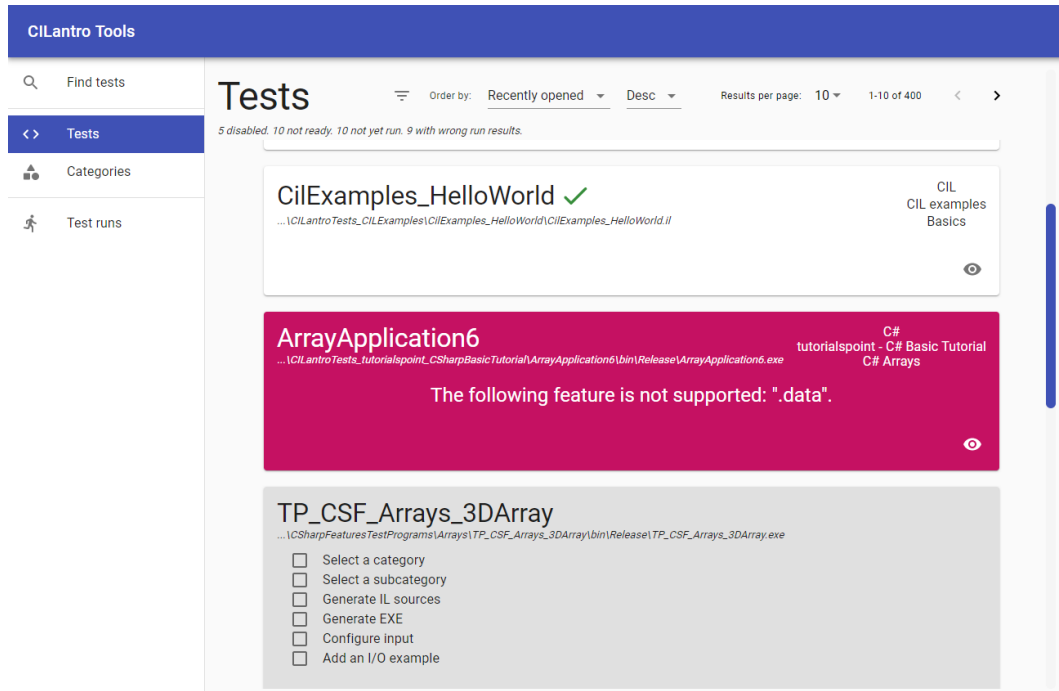 CILantro Tools
Find tests
Tests
Categories
Test runs
Tests
Order by: Recently opened Desc Results per page: 10 1-10 of 400
5 disabled. 10 not ready. 10 not yet run. 9 with wrong run results.
CilExamples_HelloWorld
...\CILantroTests_CILExamples\CilExamples_HelloWorld\CilExamples_HelloWorld.il
CIL
CIL examples
Basics
ArrayApplication6
...\CILantroTests_tutorialspoint_CSharpBasicTutorial\ArrayApplication6\bin\Release\ArrayApplication6.exe
C#
tutorialspoint - C# Basic Tutorial
C# Arrays
The following feature is not supported: ".data".
TP_CSF_Arrays_3DArray
...\CSharpFeaturesTestPrograms\Arrays\TP_CSF_Arrays_3DArray\bin\Release\TP_CSF_Arrays_3DArray.exe
Select a category
Select a subcategory
Generate IL sources
Generate EXE
Configure input
Add an I/O example